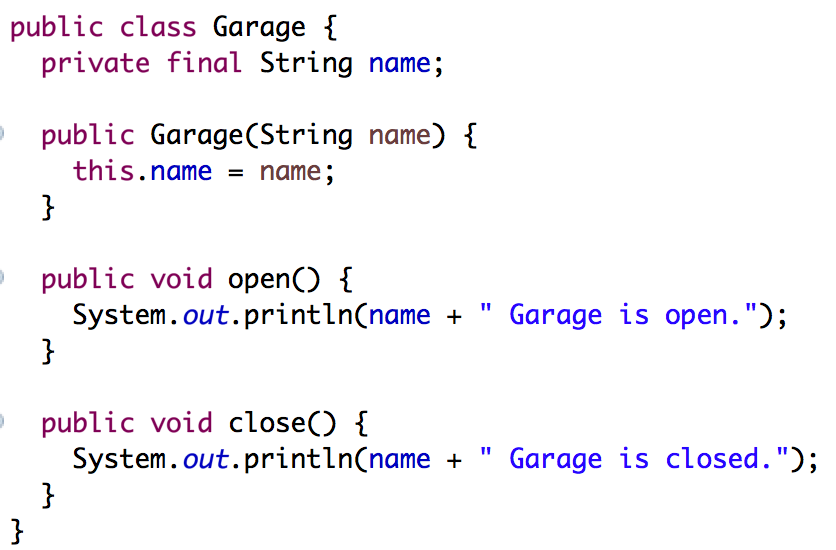 public class Garage {
  private final String name;

  public Garage(String name) {
    this.name = name;
  }

  public void open() {
    System.out.println(name + " Garage is open.");
  }

  public void close() {
    System.out.println(name + " Garage is closed.");
  }
}